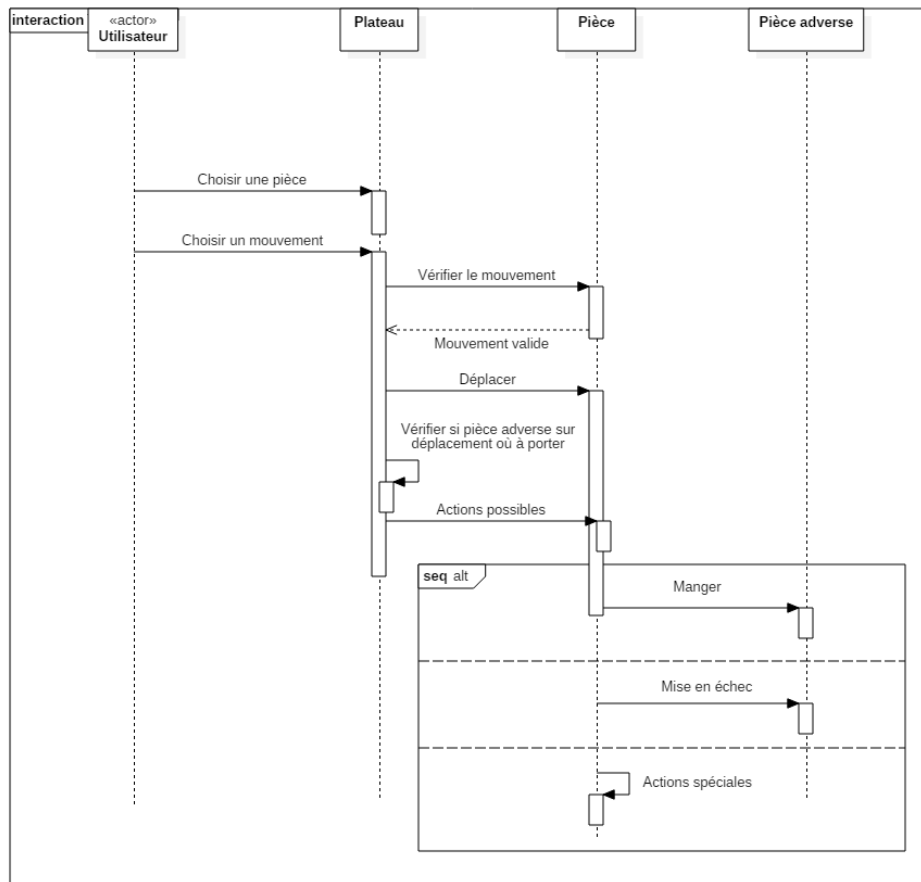 interaction
«actor»
Utilisateur
Plateau
Pièce
Pièce adverse
Choisir une pièce
Choisir un mouvement
Vérifier le mouvement
Mouvement valide
Déplacer
Vérifier si pièce adverse sur
déplacement où à porter
Actions possibles
seq alt
Manger
Mise en échec
Actions spéciales